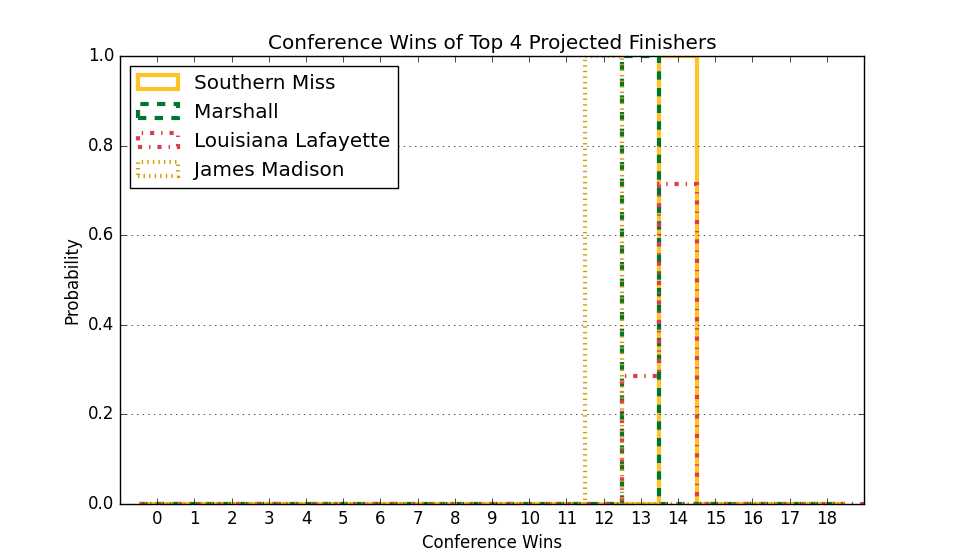 Conference Wins of Top 4 Projected Finishers
1.0
0.8
0.6
0.4
0.2
0.0
Probability
Southern Miss
Marshall
Louisiana Lafayette
James Madison
0 1 2 3 4 5 6 7 8 9 10 11 12 13 14 15 16 17 18
Conference Wins